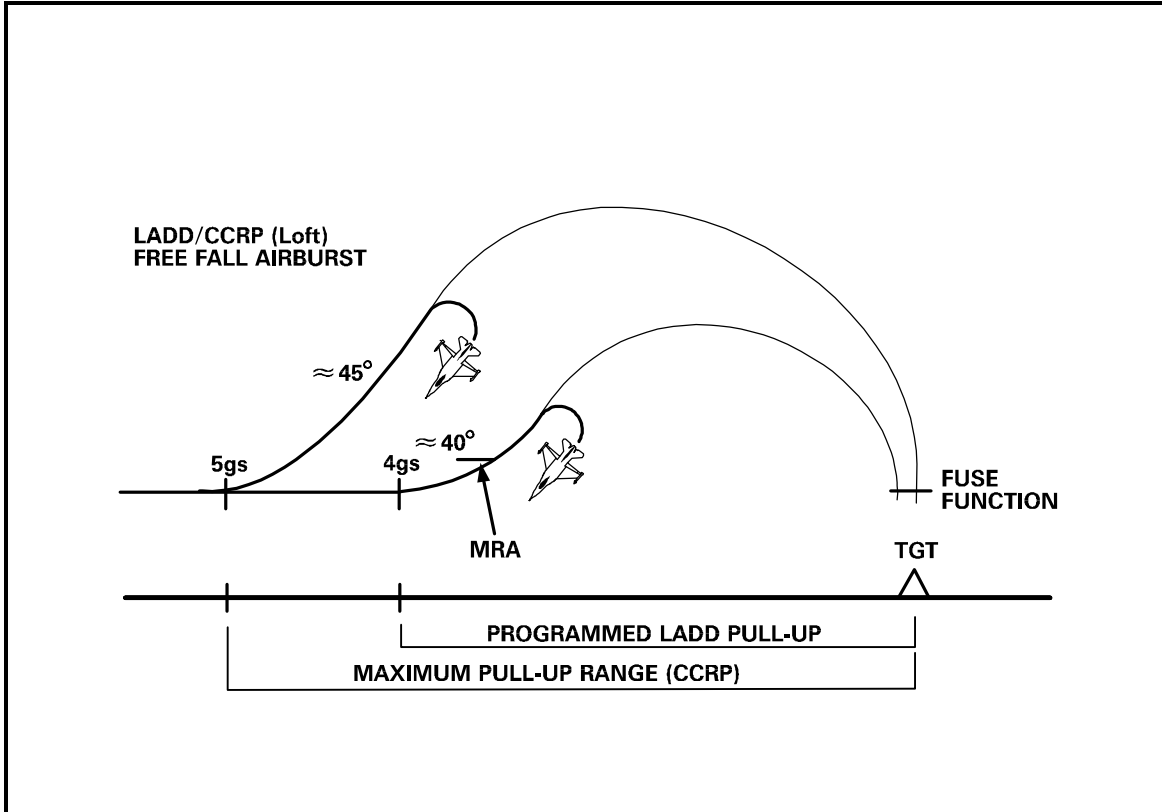 LADD/CCRP (Loft)
FREE FALL AIRBURST
≈45°
≈40°
5gs
4gs
MRA
FUSE
FUNCTION
TGT
PROGRAMMED LADD PULL-UP
MAXIMUM PULL-UP RANGE (CCRP)